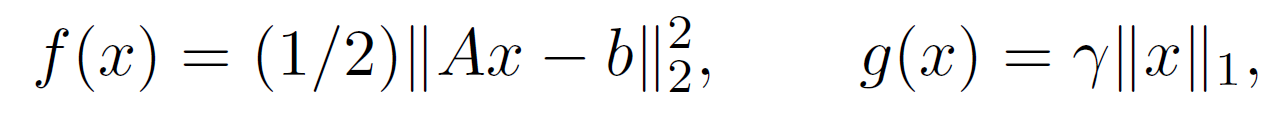 f(x) = (1/2)‖Ax − b‖₂², g(x) = γ‖x‖₁,